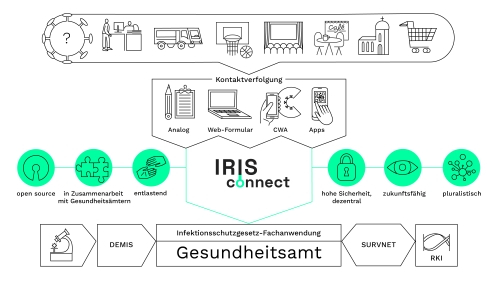 ?
Café
Kontaktverfolgung
Analog
Web-Formular
CWA
Apps
IRIS
connect
open source
in Zusammenarbeit
mit Gesundheitsämtern
entlastend
hohe Sicherheit,
dezentral
zukunftsfähig
pluralistisch
DEMIS
Infektionsschutzgesetz-Fachanwendung
Gesundheitsamt
SURVNET
RKI